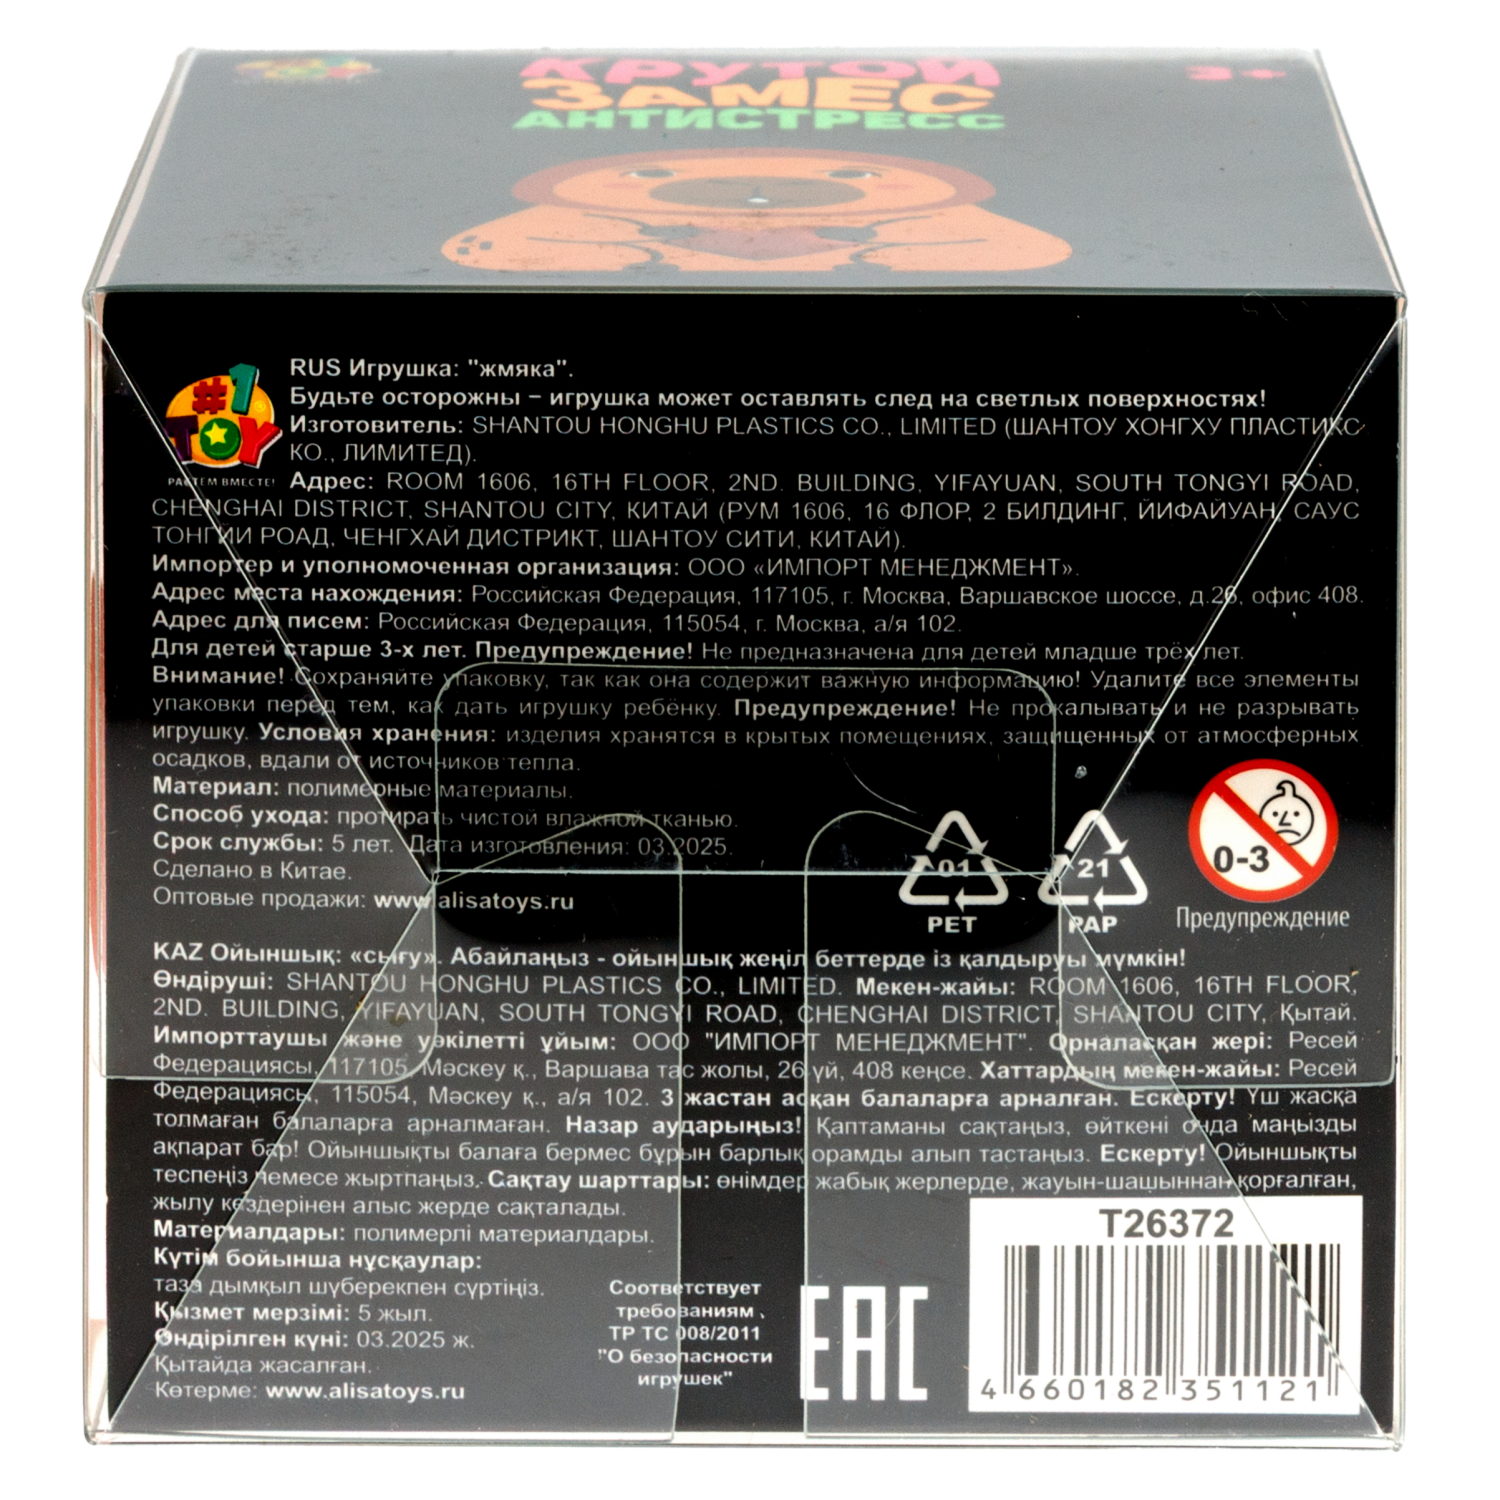 #1 TOY
КРУТОЙ
ЗАМЕС
АНТИСТРЕСС
3+
#1 TOY
РАСТЕМ ВМЕСТЕ!
RUS Игрушка: "жмяка".
Будьте осторожны – игрушка может оставлять след на светлых поверхностях!
Изготовитель: SHANTOU HONGHU PLASTICS CO., LIMITED (ШАНТОУ ХОНГХУ ПЛАСТИКС
КО., ЛИМИТЕД).
Адрес: ROOM 1606, 16TH FLOOR, 2ND. BUILDING, YIFAYUAN, SOUTH TONGYI ROAD,
CHENGHAI DISTRICT, SHANTOU CITY, КИТАЙ (РУМ 1606, 16 ФЛОР, 2 БИЛДИНГ, ЙИФАЙУАН, САУС
ТОНГЙИ РОАД, ЧЕНГХАЙ ДИСТРИКТ, ШАНТОУ СИТИ, КИТАЙ).
Импортер и уполномоченная организация: ООО «ИМПОРТ МЕНЕДЖМЕНТ».
Адрес места нахождения: Российская Федерация, 117105, г. Москва, Варшавское шоссе, д.26, офис 408.
Адрес для писем: Российская Федерация, 115054, г. Москва, а/я 102.
Для детей старше 3-х лет. Предупреждение! Не предназначена для детей младше трёх лет.
Внимание! Сохраняйте упаковку, так как она содержит важную информацию! Удалите все элементы
упаковки перед тем, как дать игрушку ребёнку. Предупреждение! Не прокалывать и не разрывать
игрушку. Условия хранения: изделия хранятся в крытых помещениях, защищенных от атмосферных
осадков, вдали от источников тепла.
Материал: полимерные материалы.
Способ ухода: протирать чистой влажной тканью.
Срок службы: 5 лет. Дата изготовления: 03.2025.
Сделано в Китае.
Оптовые продажи: www.alisatoys.ru
01
PET
21
PAP
0-3
Предупреждение
KAZ Ойыншық: «сығу». Абайлаңыз - ойыншық жеңіл беттерде із қалдыруы мүмкін!
Өндіруші: SHANTOU HONGHU PLASTICS CO., LIMITED. Мекен-жайы: ROOM 1606, 16TH FLOOR,
2ND. BUILDING, YIFAYUAN, SOUTH TONGYI ROAD, CHENGHAI DISTRICT, SHANTOU CITY, Қытай.
Импорттаушы және уәкілетті ұйым: ООО "ИМПОРТ МЕНЕДЖМЕНТ". Орналасқан жері: Ресей
Федерациясы, 117105, Мәскеу қ., Варшава тас жолы, 26 үй, 408 кеңсе. Хаттардың мекен-жайы: Ресей
Федерациясы, 115054, Мәскеу қ., а/я 102. 3 жастан асқан балаларға арналған. Ескерту! Үш жасқа
толмаған балаларға арналмаған. Назар аударыңыз! Қаптаманы сақтаңыз, өйткені онда маңызды
ақпарат бар! Ойыншықты балаға бермес бұрын барлық орамды алып тастаңыз. Ескерту! Ойыншықты
теспеңіз немесе жыртпаңыз. Сақтау шарттары: өнімдер жабық жерлерде, жауын-шашыннан қорғалған,
жылу көздерінен алыс жерде сақталады.
Материалдары: полимерлі материалдары.
Күтім бойынша нұсқаулар:
таза дымқыл шүберекпен сүртіңіз.
Қызмет мерзімі: 5 жыл.
Өндірілген күні: 03.2025 ж.
Қытайда жасалған.
Көтерме: www.alisatoys.ru
Соответствует
требованиям
ТР ТС 008/2011
"О безопасности
игрушек"
EAC
T26372
4 660182 351121